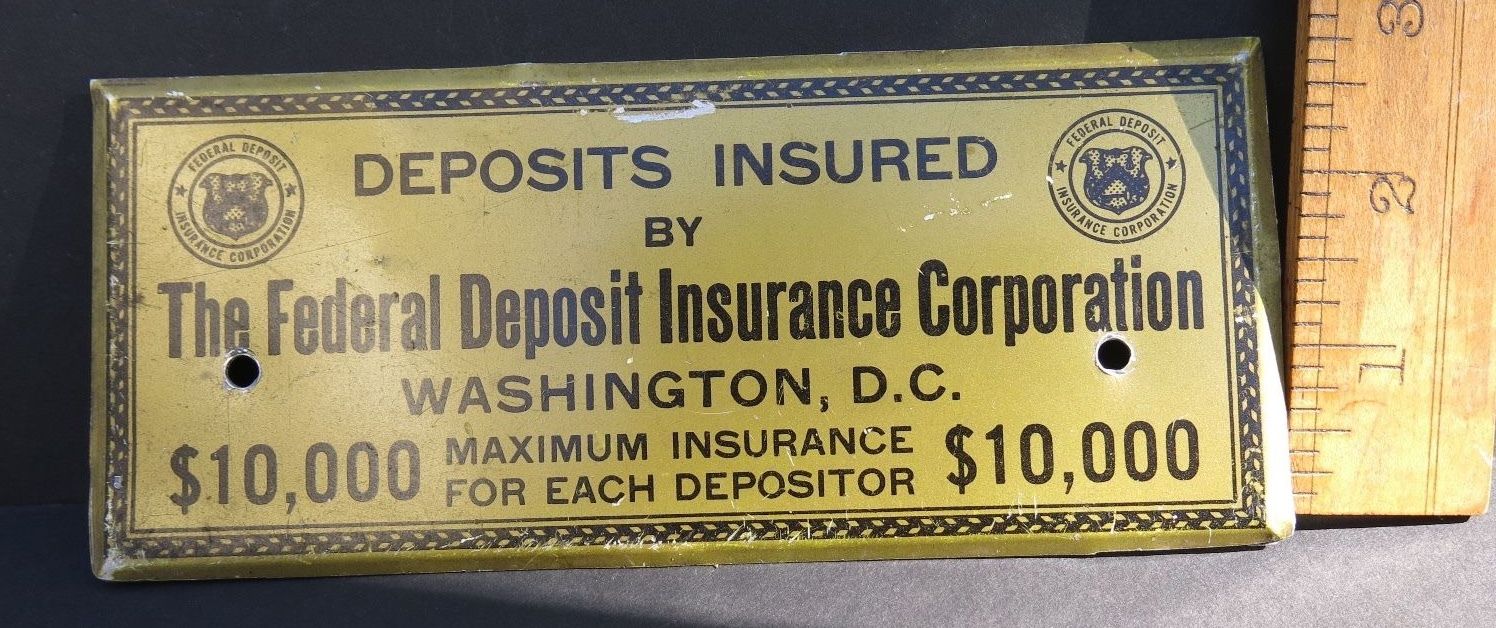 FEDERAL DEPOSIT
INSURANCE CORPORATION
FEDERAL DEPOSIT
INSURANCE CORPORATION
DEPOSITS INSURED
BY
The Federal Deposit Insurance Corporation
WASHINGTON, D.C.
$10,000 MAXIMUM INSURANCE $10,000
FOR EACH DEPOSITOR
3
2
1